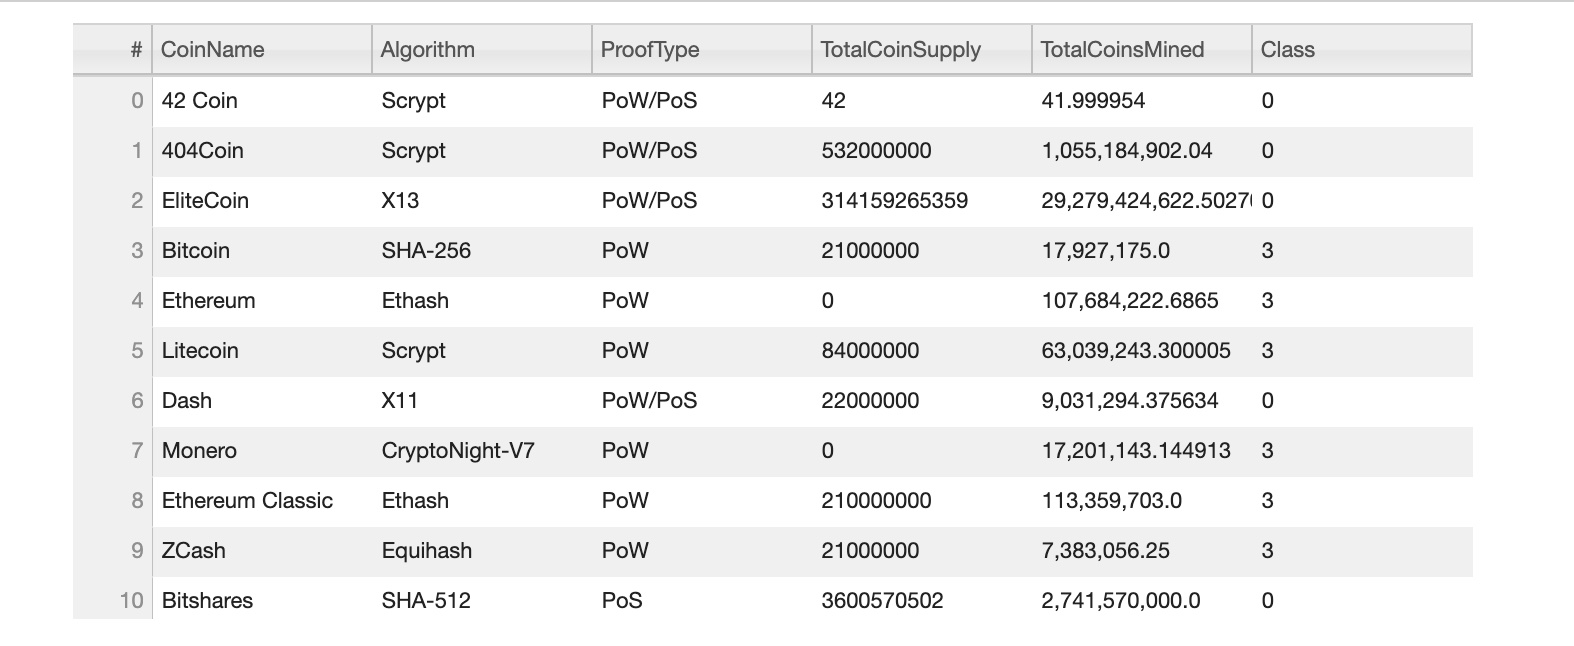 # CoinName Algorithm ProofType TotalCoinSupply TotalCoinsMined Class
0 42 Coin Scrypt PoW/PoS 42 41.999954 0
1 404Coin Scrypt PoW/PoS 532000000 1,055,184,902.04 0
2 EliteCoin X13 PoW/PoS 314159265359 29,279,424,622.5027 0
3 Bitcoin SHA-256 PoW 21000000 17,927,175.0 3
4 Ethereum Ethash PoW 0 107,684,222.6865 3
5 Litecoin Scrypt PoW 84000000 63,039,243.300005 3
6 Dash X11 PoW/PoS 22000000 9,031,294.375634 0
7 Monero CryptoNight-V7 PoW 0 17,201,143.144913 3
8 Ethereum Classic Ethash PoW 210000000 113,359,703.0 3
9 ZCash Equihash PoW 21000000 7,383,056.25 3
10 Bitshares SHA-512 PoS 3600570502 2,741,570,000.0 0